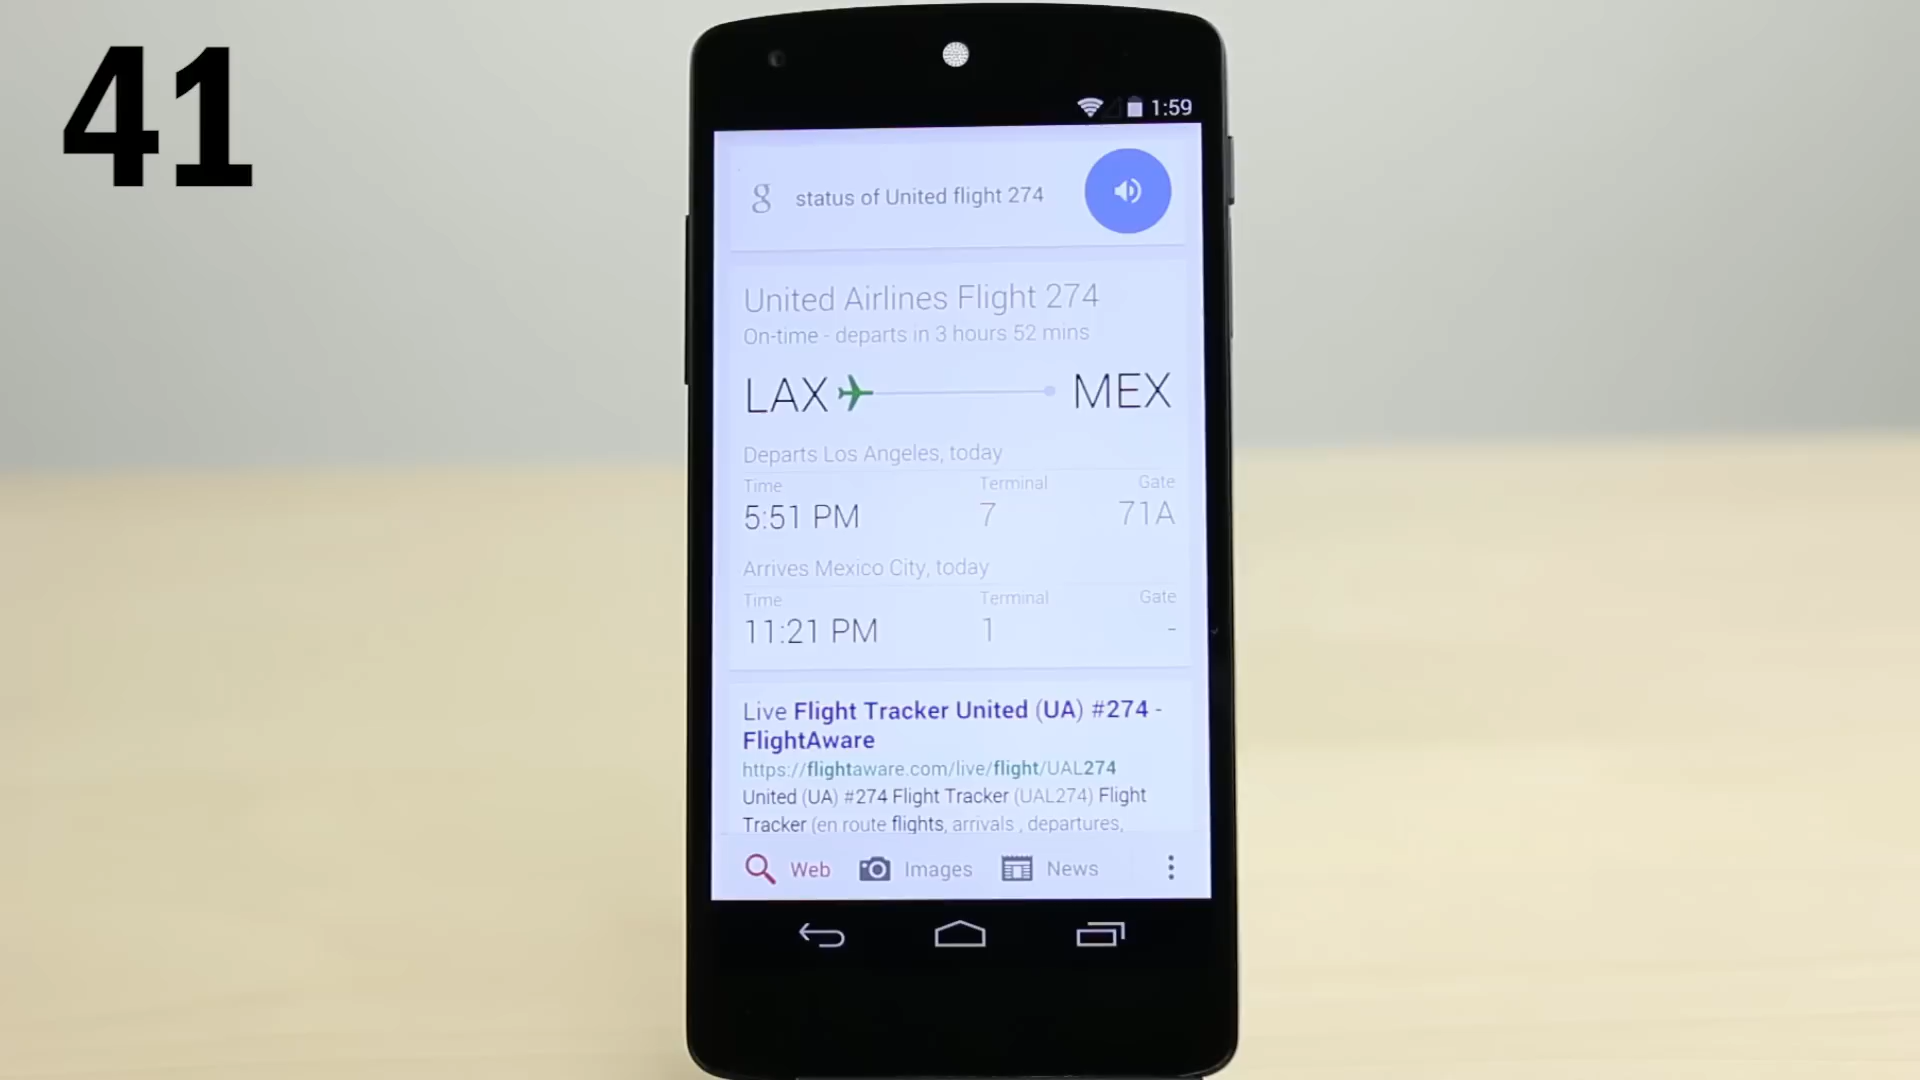 41
1:59
g status of United flight 274
United Airlines Flight 274
On-time - departs in 3 hours 52 mins
LAX MEX
Departs Los Angeles, today
Time Terminal Gate
5:51 PM 7 71A
Arrives Mexico City, today
Time Terminal Gate
11:21 PM 1 -
Live Flight Tracker United (UA) #274 -
FlightAware
https://flightaware.com/live/flight/UAL274
United (UA) #274 Flight Tracker (UAL274) Flight
Tracker (en route flights, arrivals , departures,
Web Images News